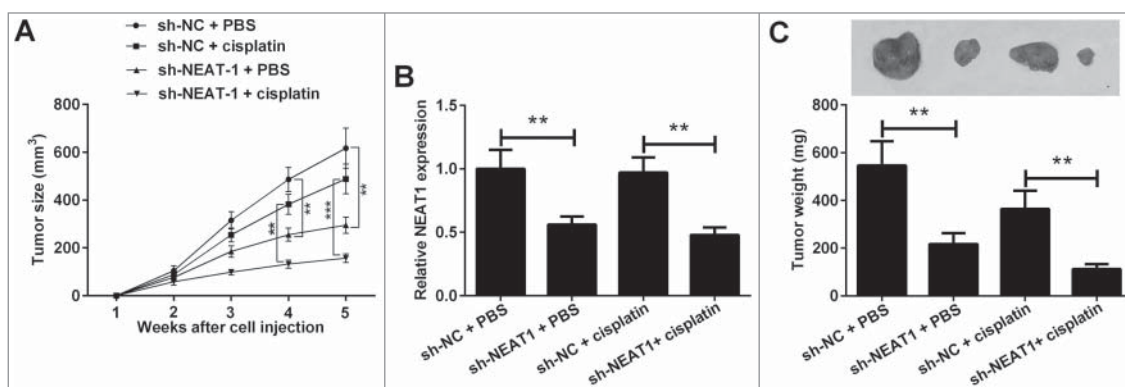 A
sh-NC + PBS
sh-NC + cisplatin
sh-NEAT-1 + PBS
sh-NEAT-1 + cisplatin
800
600
400
200
0
Tumor size (mm³)
**
**
***
**
1 2 3 4 5
Weeks after cell injection
B
1.5
1.0
0.5
0.0
Relative NEAT1 expression
**
**
sh-NC + PBS
sh-NEAT1 + PBS
sh-NC + cisplatin
sh-NEAT1+ cisplatin
C
800
600
400
200
0
Tumor weight (mg)
**
**
sh-NC + PBS
sh-NEAT1 + PBS
sh-NC + cisplatin
sh-NEAT1+ cisplatin